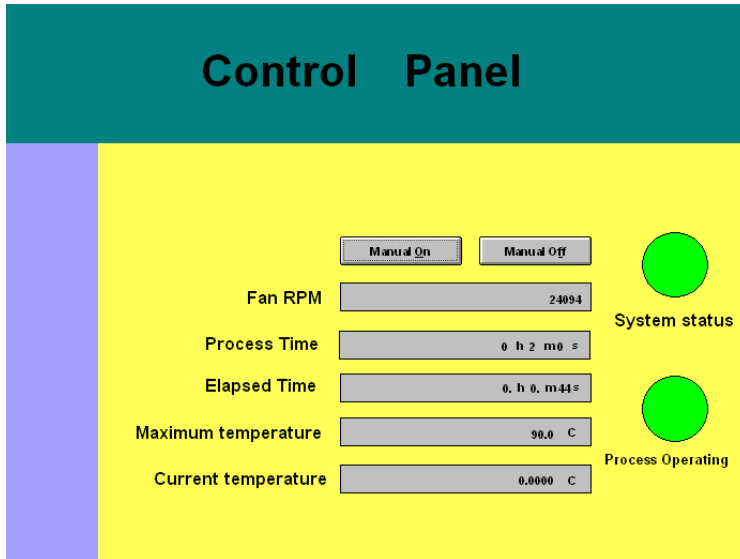 Control Panel
Manual On Manual Off
Fan RPM 24094
System status
Process Time 0 h 2 m0 s
Elapsed Time 0. h 0. m44s
Maximum temperature 90.0 C
Process Operating
Current temperature 0.0000 C